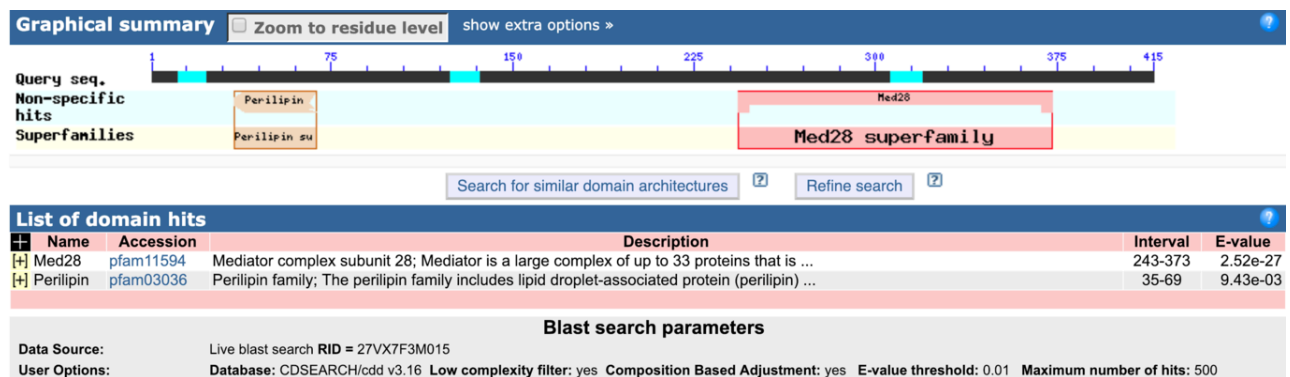 Graphical summary Zoom to residue level show extra options » ?
1 75 150 225 300 375 415
Query seq.
Non-specific hits Perilipin Med28
Superfamilies Perilipin su Med28 superfamily
Search for similar domain architectures ? Refine search ?
List of domain hits ?
+ Name Accession Description Interval E-value
[+] Med28 pfam11594 Mediator complex subunit 28; Mediator is a large complex of up to 33 proteins that is ... 243-373 2.52e-27
[+] Perilipin pfam03036 Perilipin family; The perilipin family includes lipid droplet-associated protein (perilipin) ... 35-69 9.43e-03
Blast search parameters
Data Source: Live blast search RID = 27VX7F3M015
User Options: Database: CDSEARCH/cdd v3.16 Low complexity filter: yes Composition Based Adjustment: yes E-value threshold: 0.01 Maximum number of hits: 500